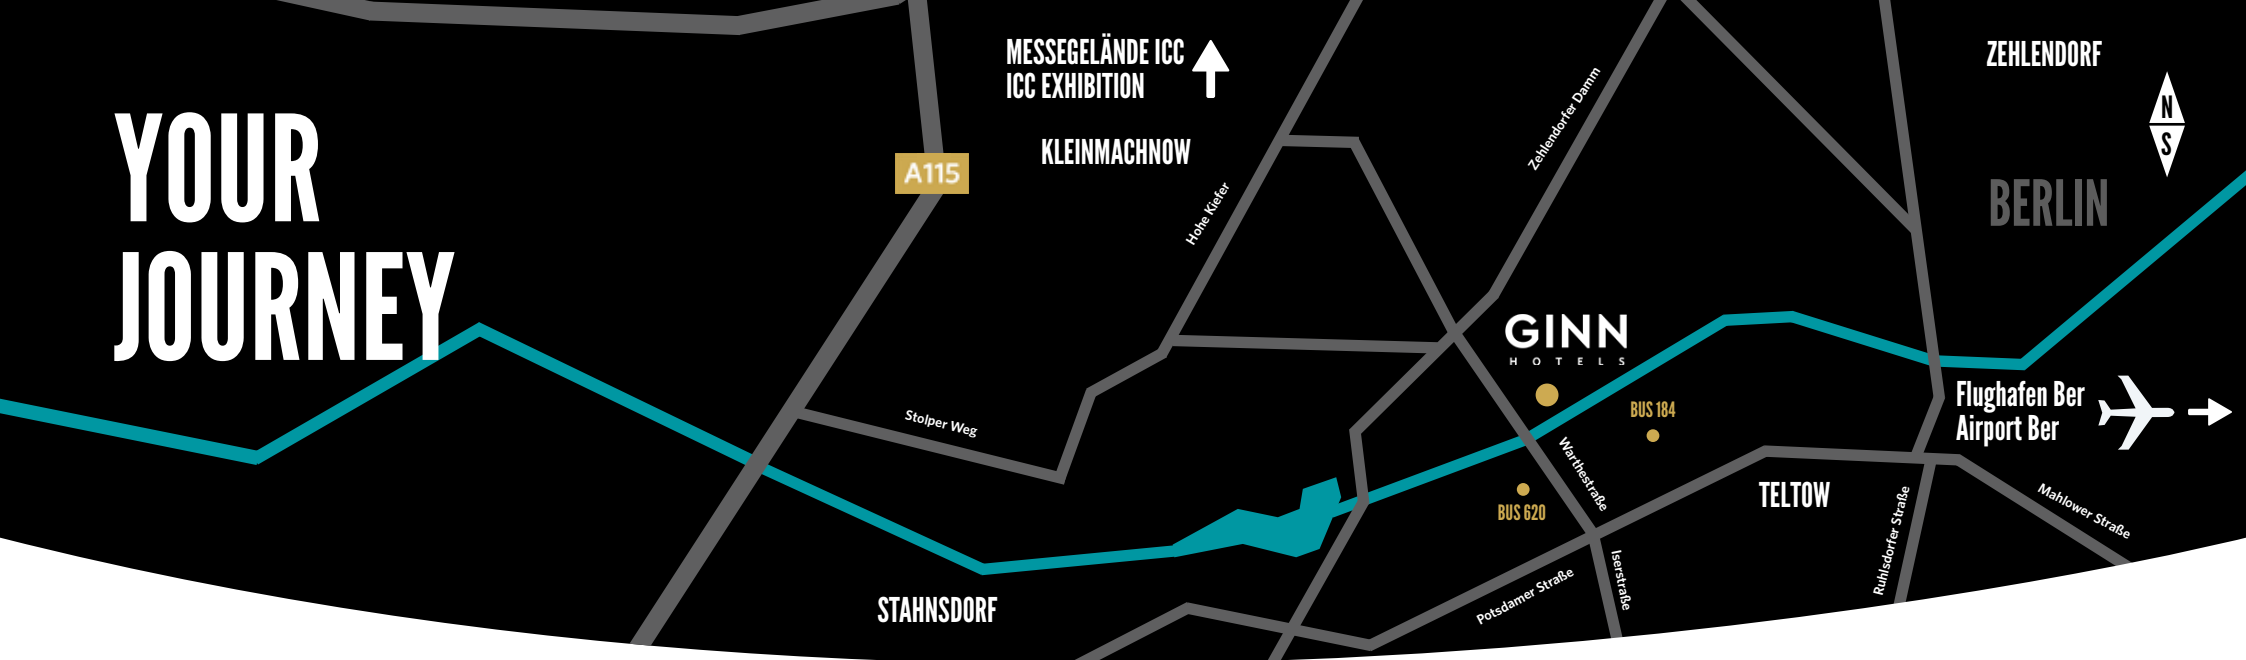 YOUR
JOURNEY
MESSEGELÄNDE ICC
ICC EXHIBITION
KLEINMACHNOW
A115
Hohe Kiefer
Zehlendorfer Damm
ZEHLENDORF
N
S
BERLIN
GINN
HOTELS
BUS 184
BUS 620
Stolper Weg
Warthestraße
Flughafen Ber
Airport Ber
TELTOW
Mahlower Straße
Ruhlsdorfer Straße
Iserstraße
Potsdamer Straße
STAHNSDORF